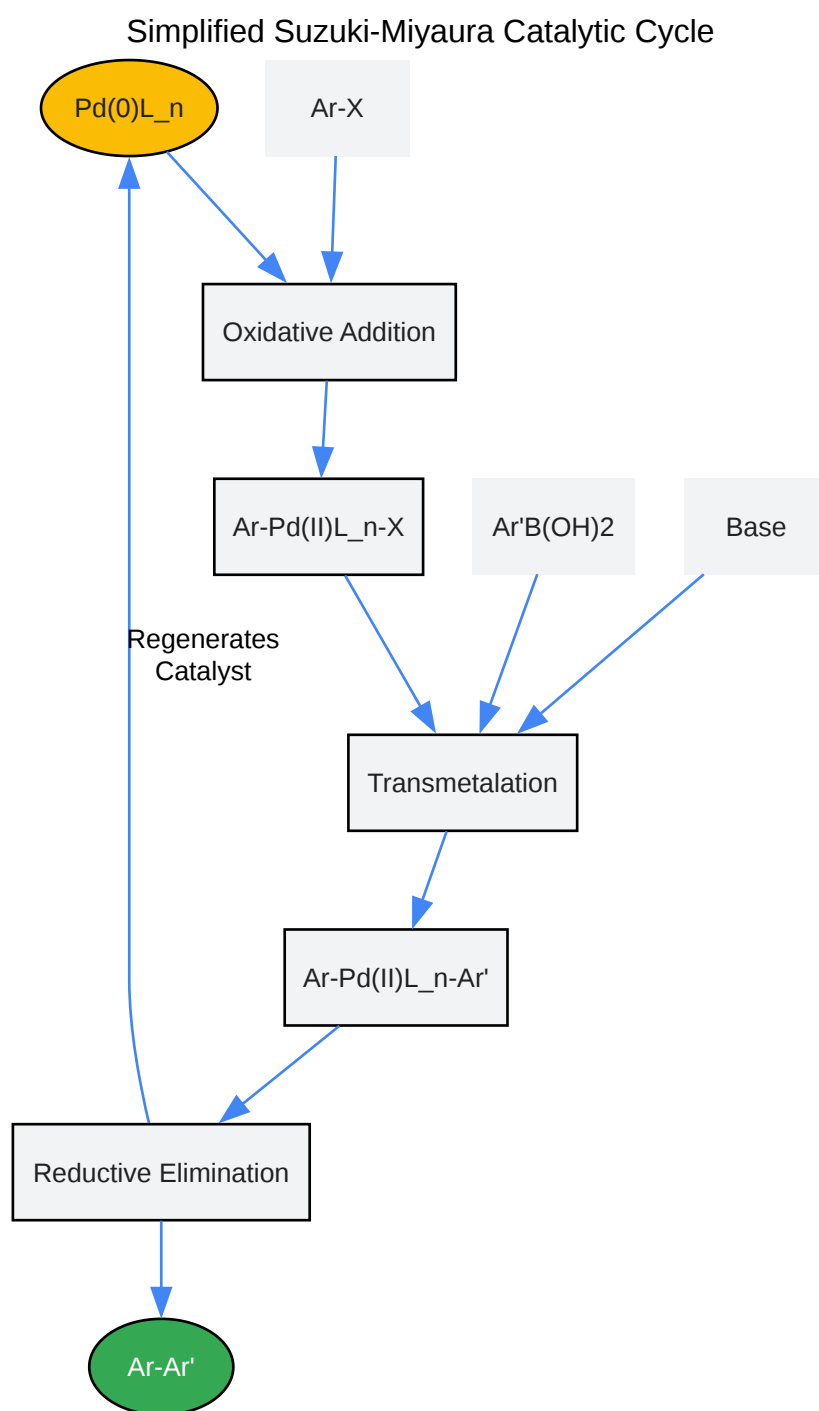 Simplified Suzuki-Miyaura Catalytic Cycle
Pd(0)L_n
Ar-X
Oxidative Addition
Ar-Pd(II)L_n-X
Ar'B(OH)2
Base
Regenerates
Catalyst
Transmetalation
Ar-Pd(II)L_n-Ar'
Reductive Elimination
Ar-Ar'